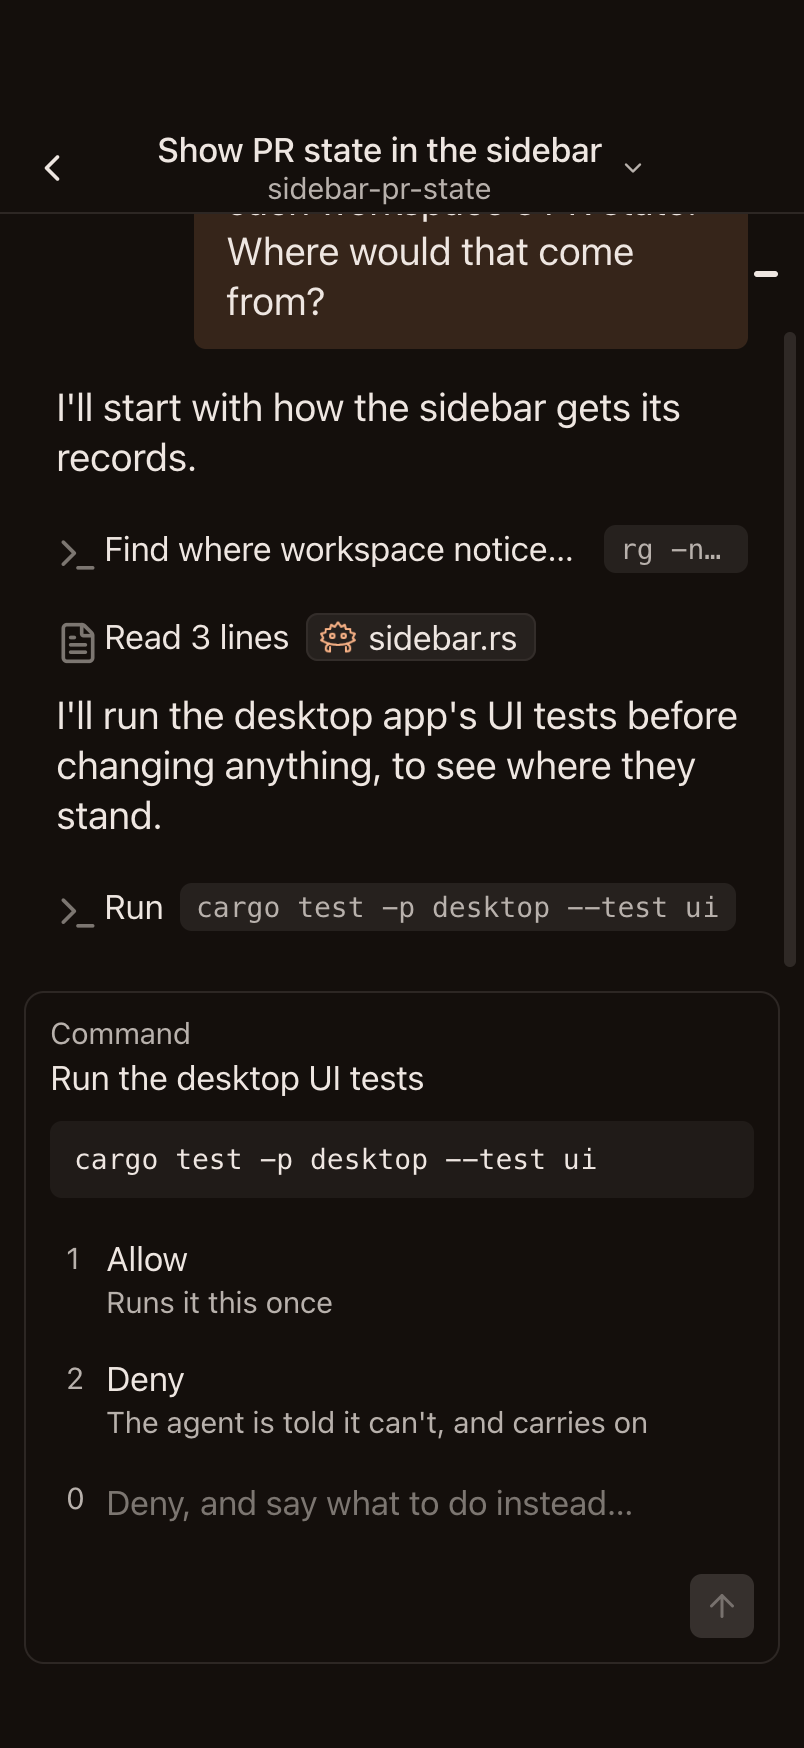 Show PR state in the sidebar
sidebar-pr-state
Where would that come
from?
I'll start with how the sidebar gets its
records.
Find where workspace notice... rg -n…
Read 3 lines sidebar.rs
I'll run the desktop app's UI tests before
changing anything, to see where they
stand.
Run cargo test -p desktop --test ui
Command
Run the desktop UI tests
cargo test -p desktop --test ui
1 Allow
Runs it this once
2 Deny
The agent is told it can't, and carries on
0 Deny, and say what to do instead...